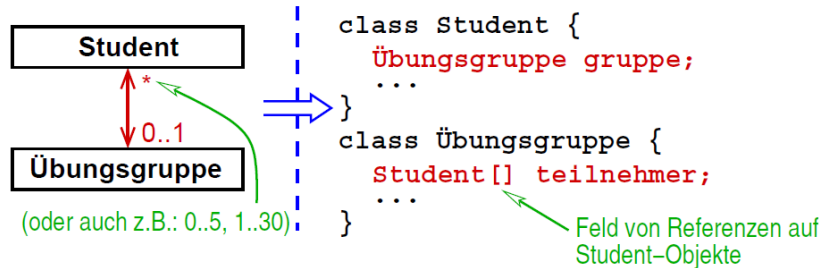 Student
*
0..1
Übungsgruppe
(oder auch z.B.: 0..5, 1..30)
class Student {
Übungsgruppe gruppe;
...
}
class Übungsgruppe {
Student[] teilnehmer;
...
}
Feld von Referenzen auf
Student–Objekte